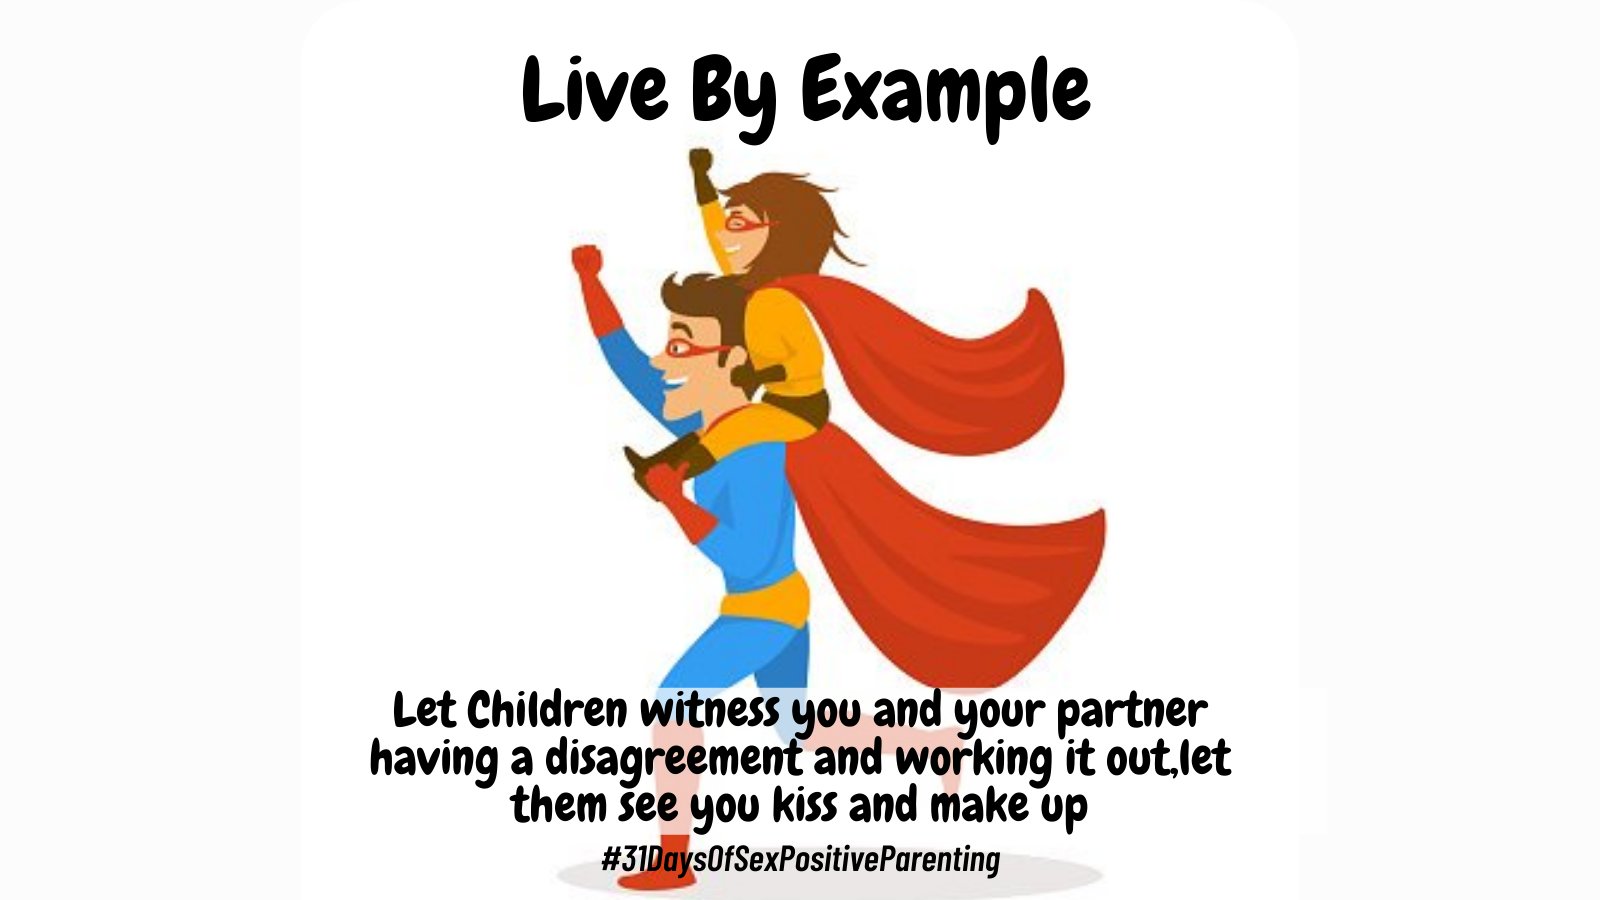 Live By Example
Let Children witness you and your partner
having a disagreement and working it out,let
them see you kiss and make up
#31DaysOfSexPositiveParenting